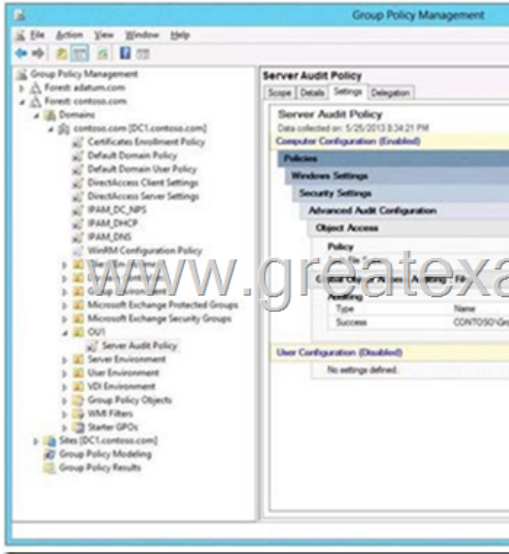 Group Policy Management
File Action View Window Help
Group Policy Management
Forest: adatum.com
Forest: contoso.com
Domains
contoso.com [DC1.contoso.com]
Certificates Enrollment Policy
Default Domain Policy
Default Domain User Policy
DirectAccess Client Settings
DirectAccess Server Settings
IPAM_DC_NPS
IPAM_DHCP
IPAM_DNS
WinRM Configuration Policy
Microsoft Exchange Protected Groups
Microsoft Exchange Security Groups
OU1
Server Audit Policy
Server Environment
User Environment
VDI Environment
Group Policy Objects
WMI Filters
Starter GPOs
Sites [DC1.contoso.com]
Group Policy Modeling
Group Policy Results
Server Audit Policy
Scope Details Settings Delegation
Server Audit Policy
Data collected on: 5/25/2013 8:34:21 PM
Computer Configuration (Enabled)
Policies
Windows Settings
Security Settings
Advanced Audit Configuration
Object Access
Policy
Global Object Access Auditing
Type Name
Success CONTOSO\Gro
User Configuration (Disabled)
No settings defined.
www.greatexa